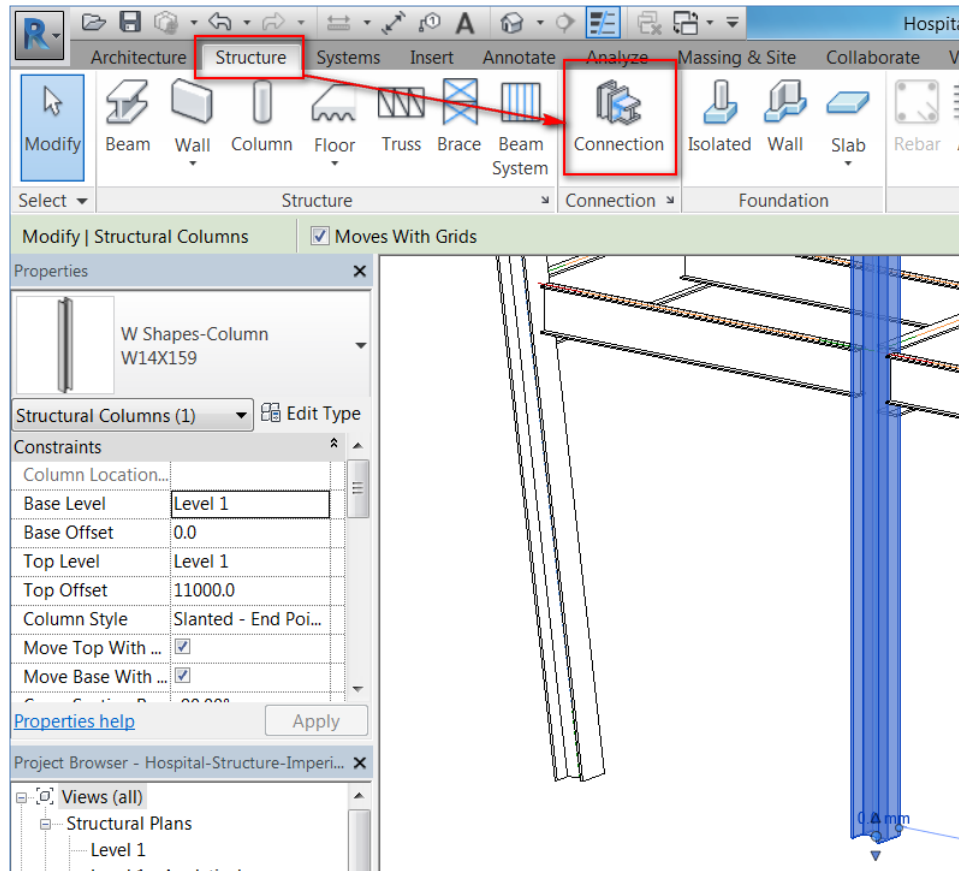 R
A
Hospita
Architecture Structure Systems Insert Annotate Analyze Massing & Site Collaborate V
Modify Beam Wall Column Floor Truss Brace Beam System Connection Isolated Wall Slab Rebar
Select Structure Connection Foundation
Modify | Structural Columns Moves With Grids
Properties
W Shapes-Column
W14X159
Structural Columns (1) Edit Type
Constraints
Column Location...
Base Level Level 1
Base Offset 0.0
Top Level Level 1
Top Offset 11000.0
Column Style Slanted - End Poi...
Move Top With ...
Move Base With ...
Properties help Apply
Project Browser - Hospital-Structure-Imperi...
Views (all)
Structural Plans
Level 1